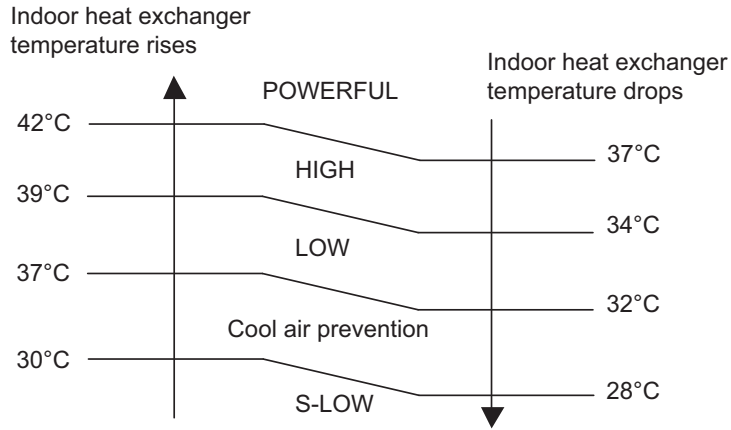 Indoor heat exchanger
temperature rises
Indoor heat exchanger
temperature drops
POWERFUL
42°C
37°C
HIGH
39°C
34°C
LOW
37°C
32°C
Cool air prevention
30°C
28°C
S-LOW